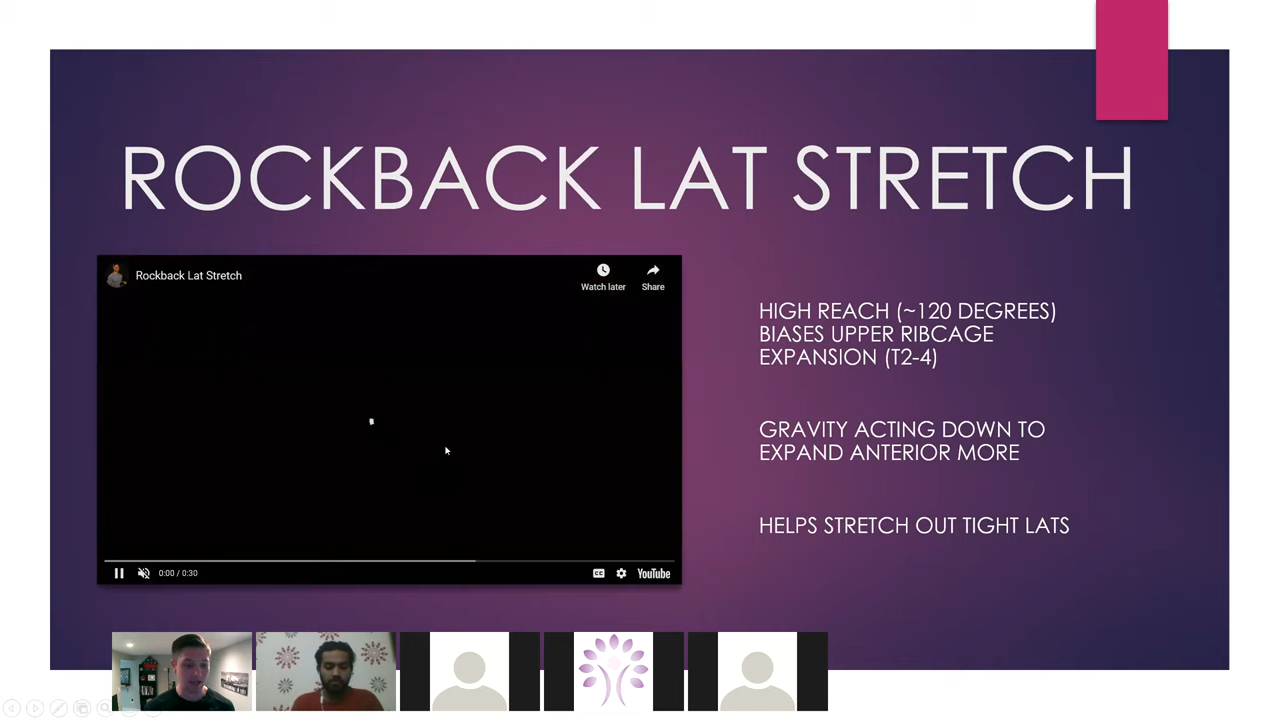 ROCKBACK LAT STRETCH
Rockback Lat Stretch
Watch later
Share
HIGH REACH (~120 DEGREES)
BIASES UPPER RIBCAGE
EXPANSION (T2-4)
GRAVITY ACTING DOWN TO
EXPAND ANTERIOR MORE
HELPS STRETCH OUT TIGHT LATS
0:00 / 0:30
CC
YouTube